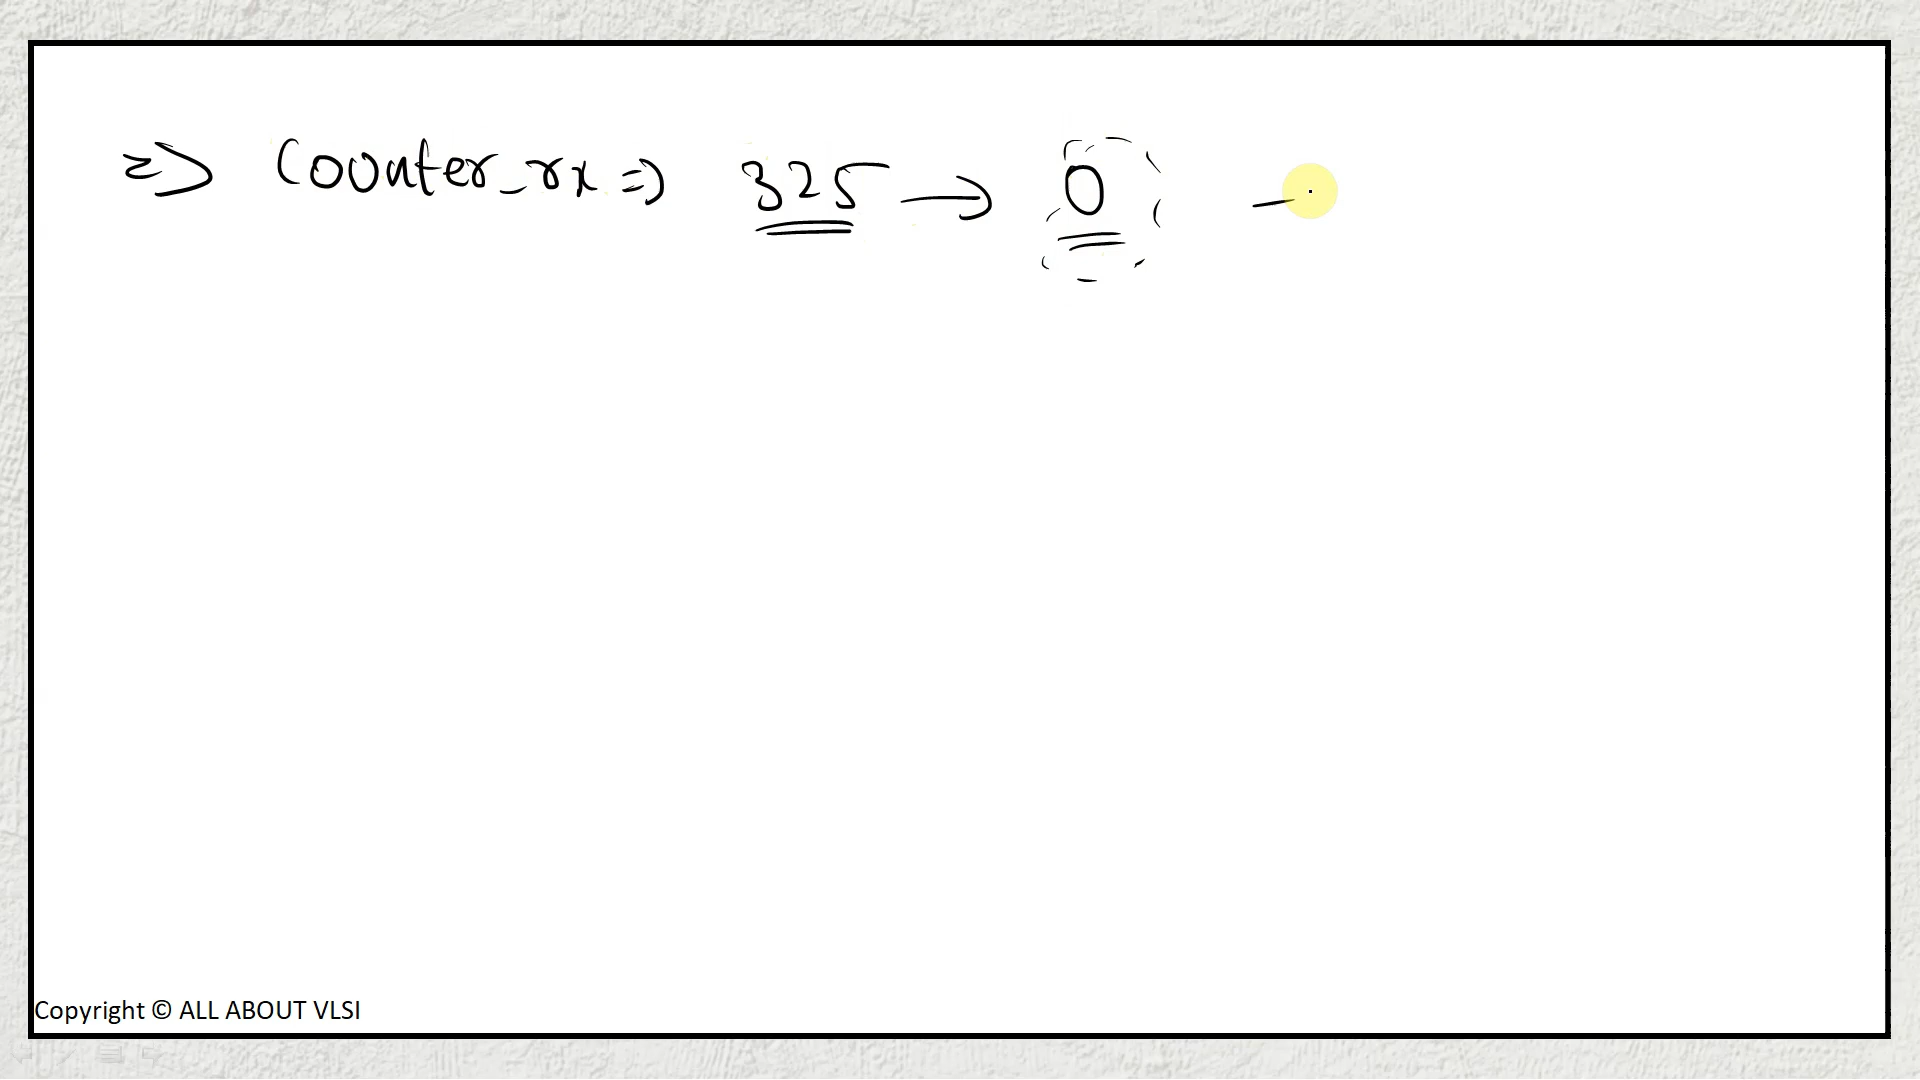 => Counter_rx => 325 → 0 —
Copyright © ALL ABOUT VLSI